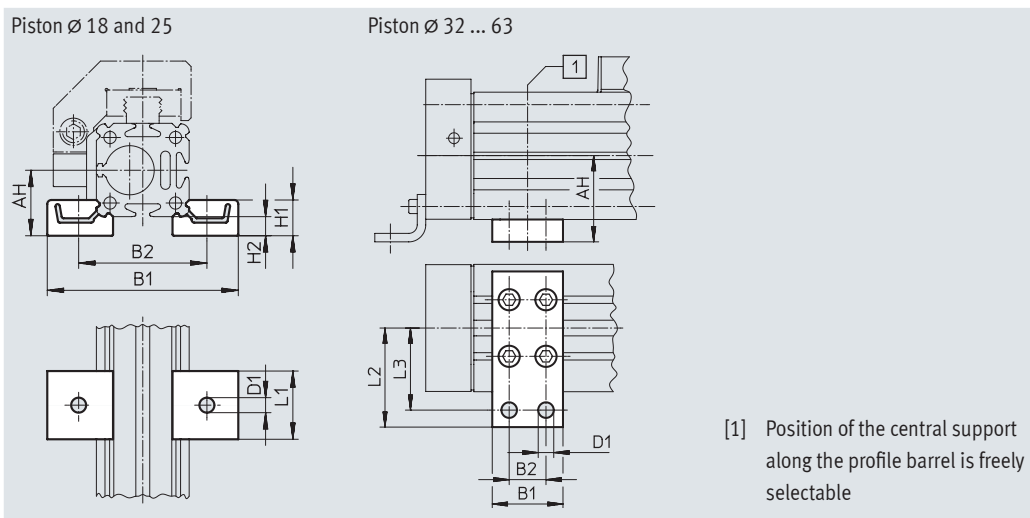 Piston Ø 18 and 25
Piston Ø 32 ... 63
1
AH
H1
H2
B2
B1
AH
D1
L1
L2
L3
D1
B2
B1
[1] Position of the central support
along the profile barrel is freely
selectable